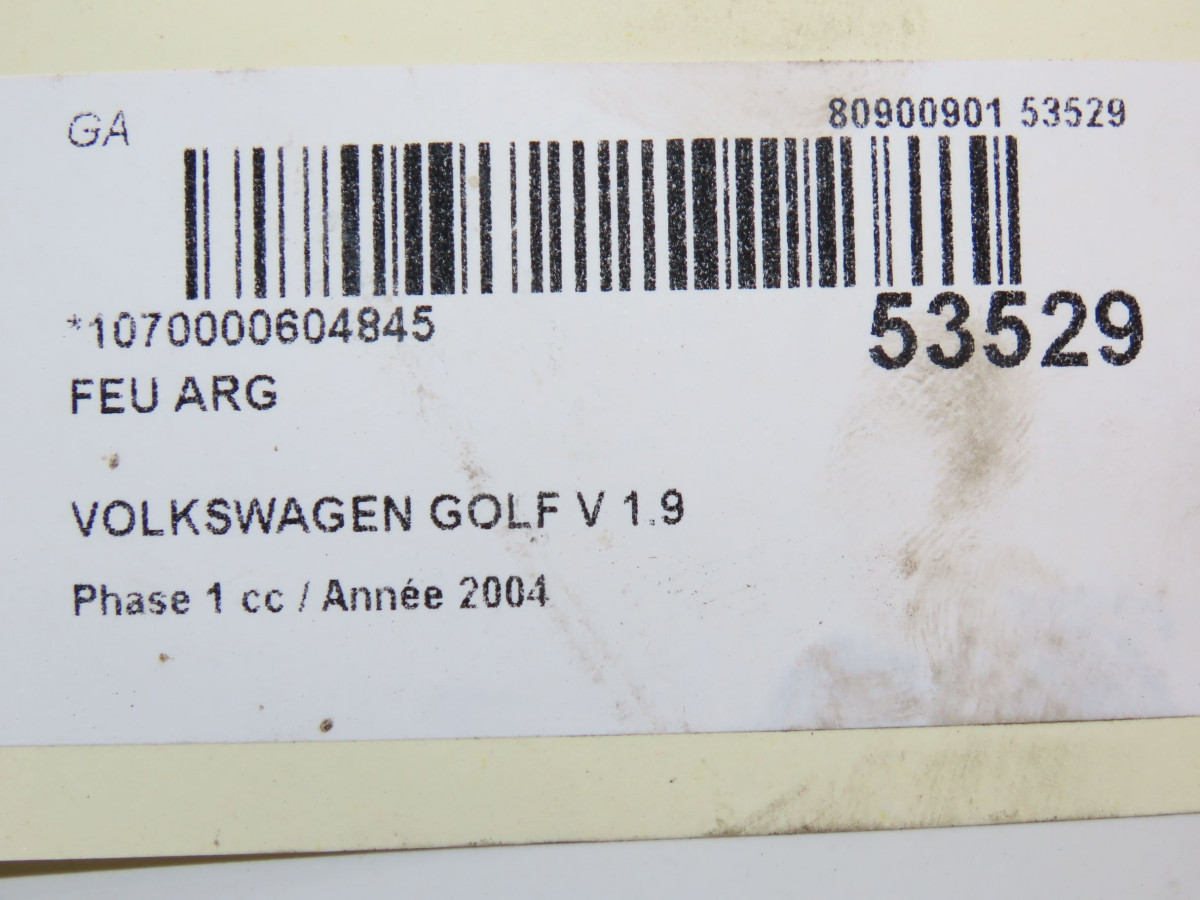 GA
80900901 53529
*1070000604845
53529
FEU ARG
VOLKSWAGEN GOLF V 1.9
Phase 1 cc / Année 2004